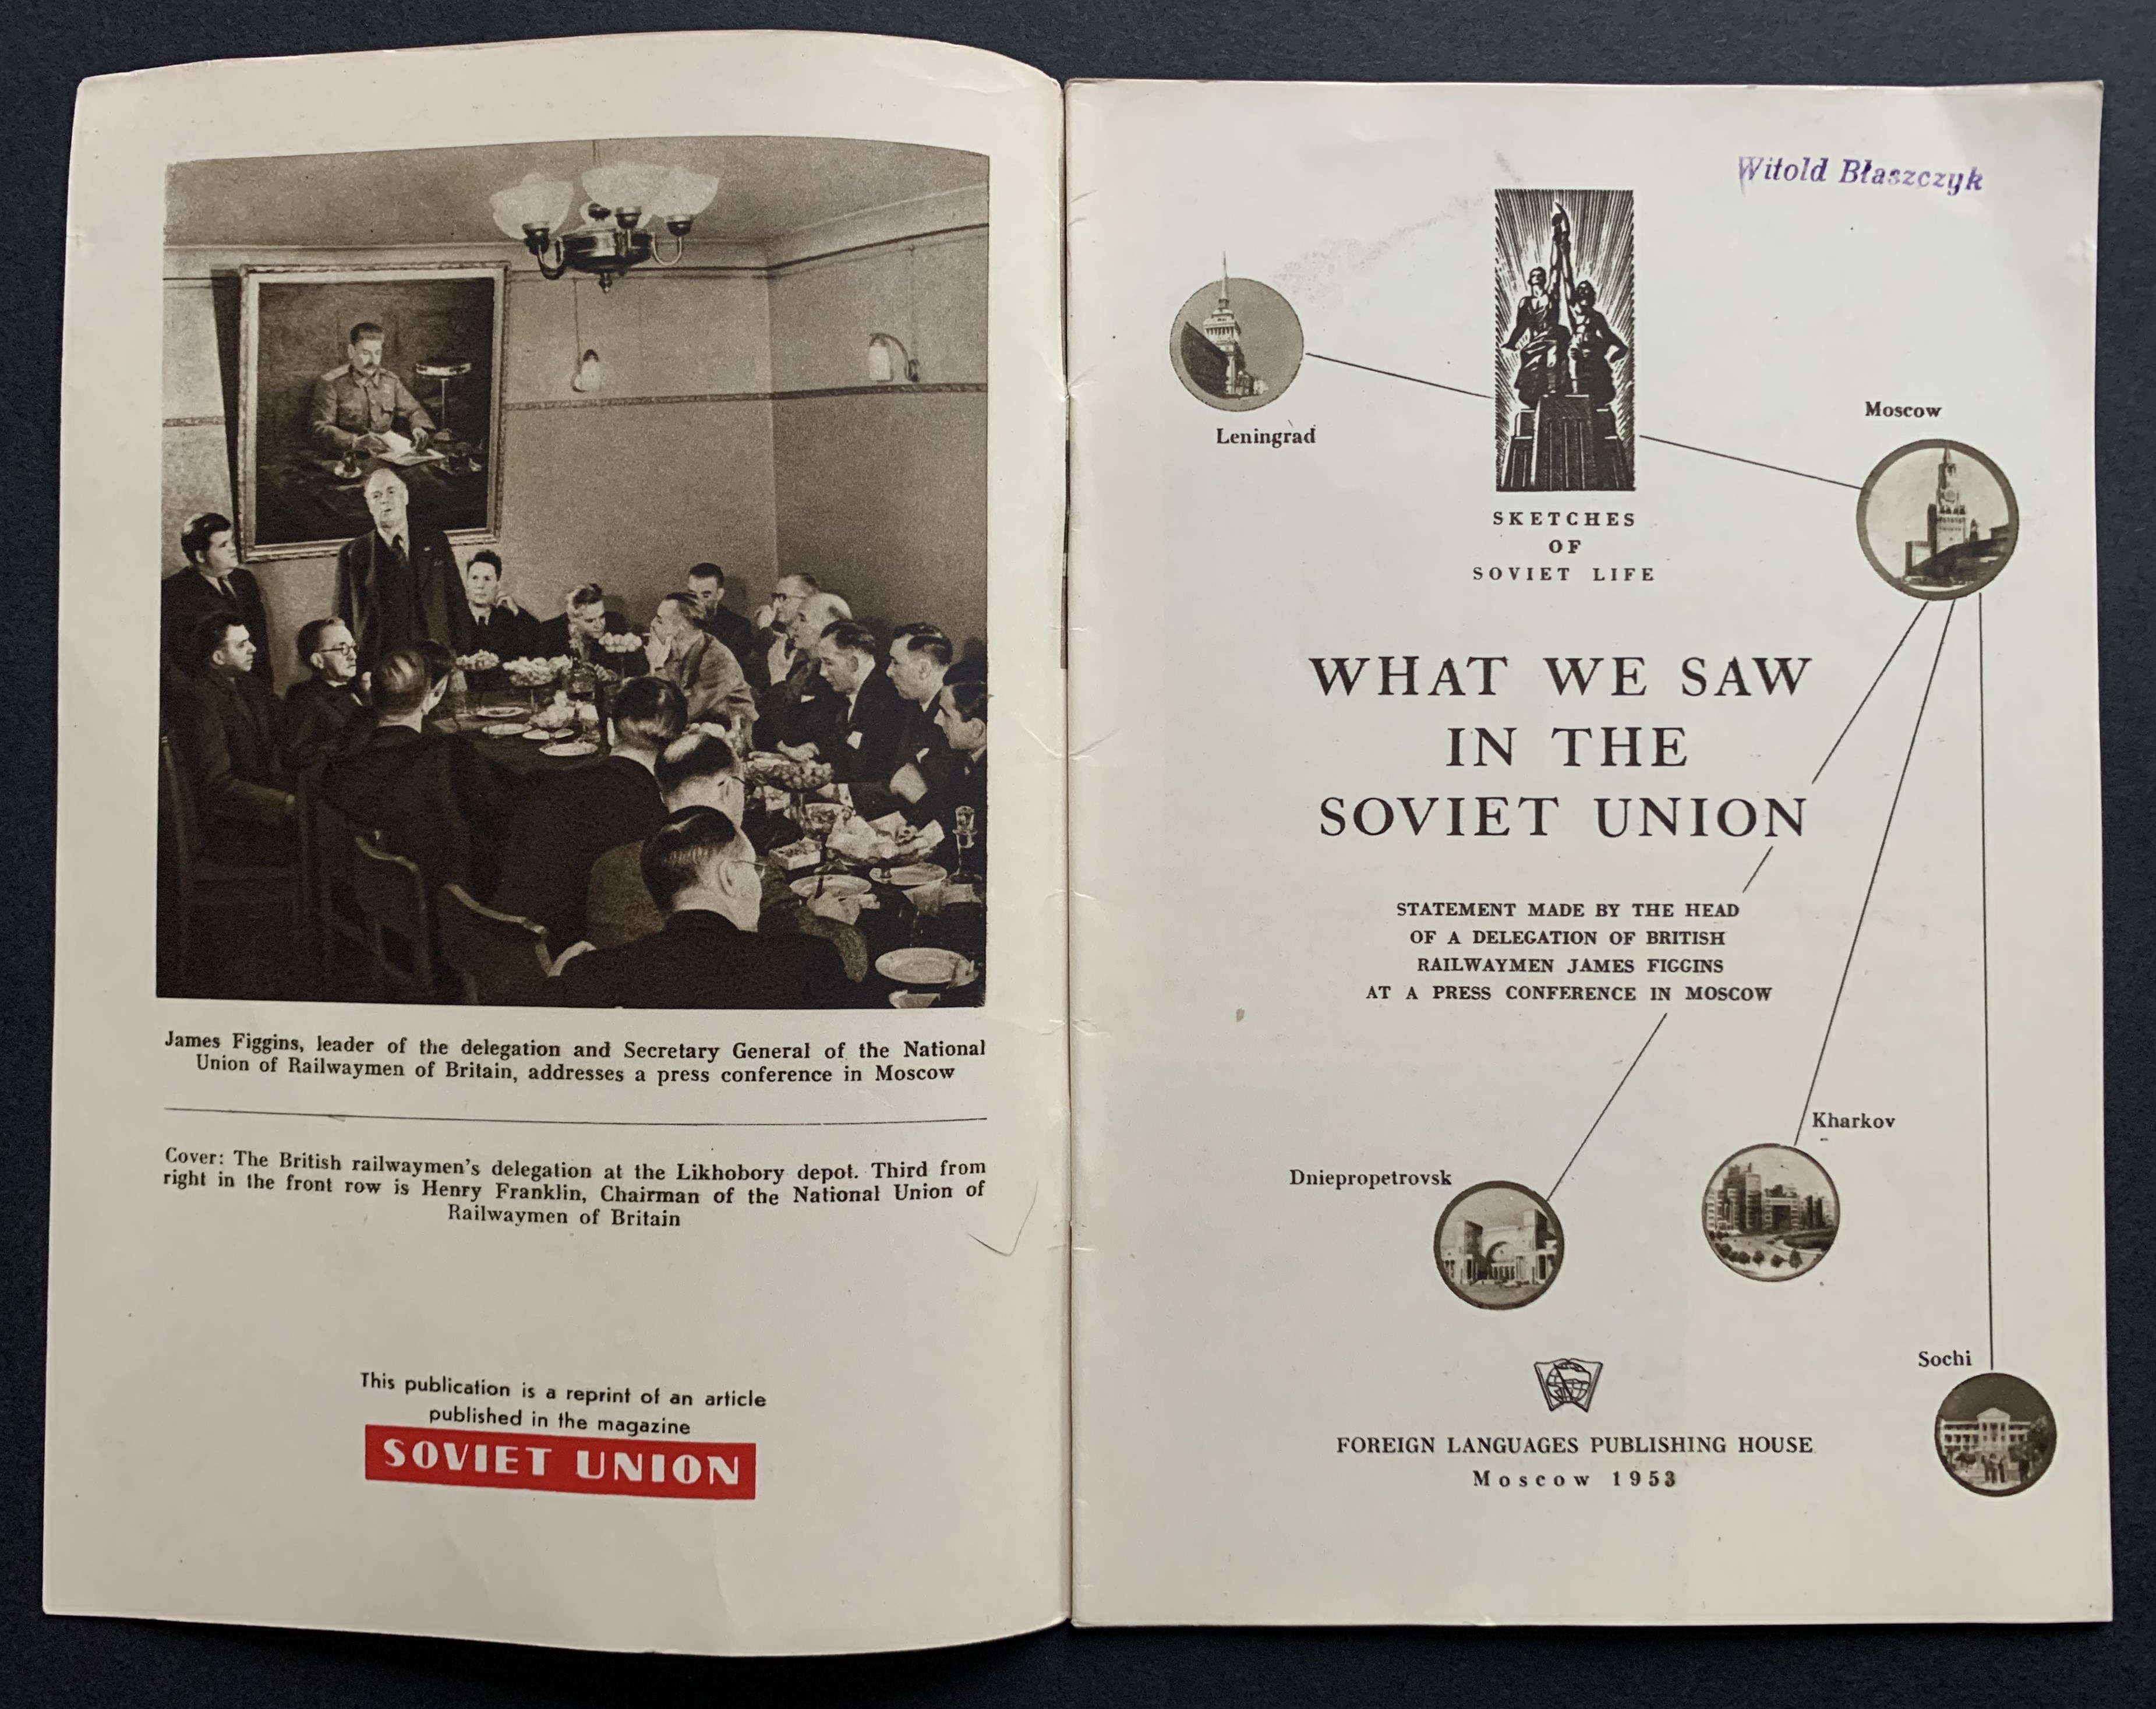 James Figgins, leader of the delegation and Secretary General of the National
Union of Railwaymen of Britain, addresses a press conference in Moscow
Cover: The British railwaymen's delegation at the Likhobory depot. Third from
right in the front row is Henry Franklin, Chairman of the National Union of
Railwaymen of Britain
This publication is a reprint of an article
published in the magazine
SOVIET UNION
Witold Błaszczyk
Leningrad
Moscow
SKETCHES
OF
SOVIET LIFE
WHAT WE SAW
IN THE
SOVIET UNION
STATEMENT MADE BY THE HEAD
OF A DELEGATION OF BRITISH
RAILWAYMEN JAMES FIGGINS
AT A PRESS CONFERENCE IN MOSCOW
Kharkov
Dniepropetrovsk
Sochi
FOREIGN LANGUAGES PUBLISHING HOUSE
Moscow 1953